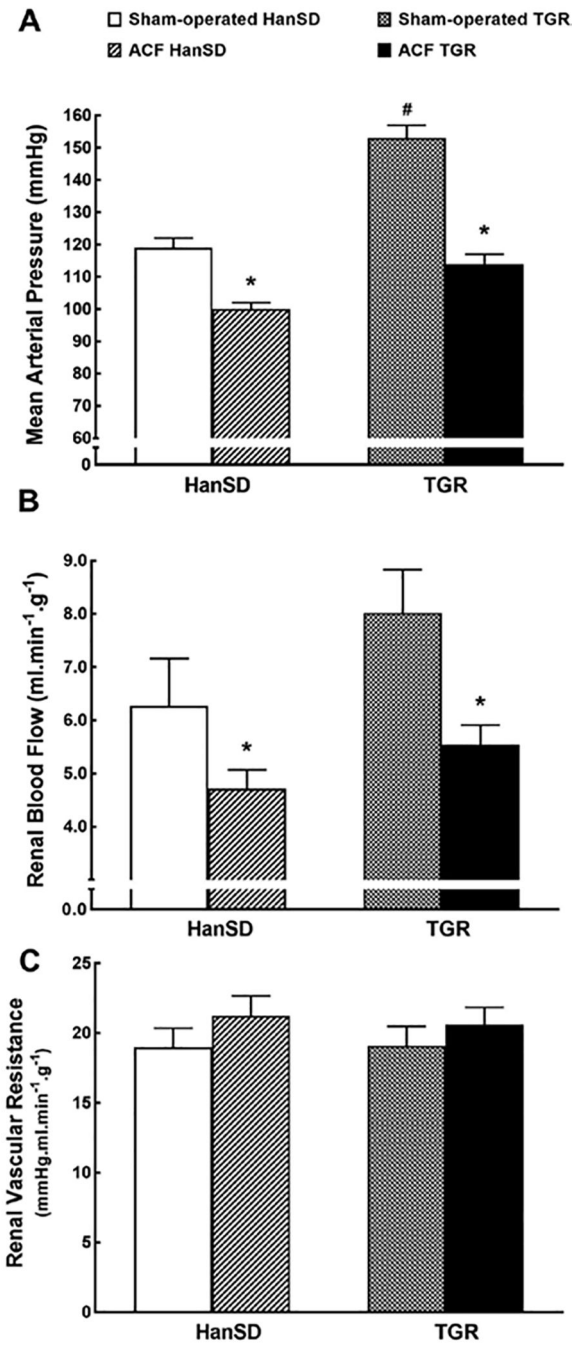 A
Sham-operated HanSD
Sham-operated TGR
ACF HanSD
ACF TGR
Mean Arterial Pressure (mmHg)
160
150
140
130
120
110
100
90
80
70
60
0
*
#
*
HanSD
TGR
B
Renal Blood Flow (ml.min⁻¹.g⁻¹)
9.0
8.0
7.0
6.0
5.0
4.0
0.0
*
*
HanSD
TGR
C
Renal Vascular Resistance
(mmHg.ml.min⁻¹.g⁻¹)
25
20
15
10
5
0
HanSD
TGR